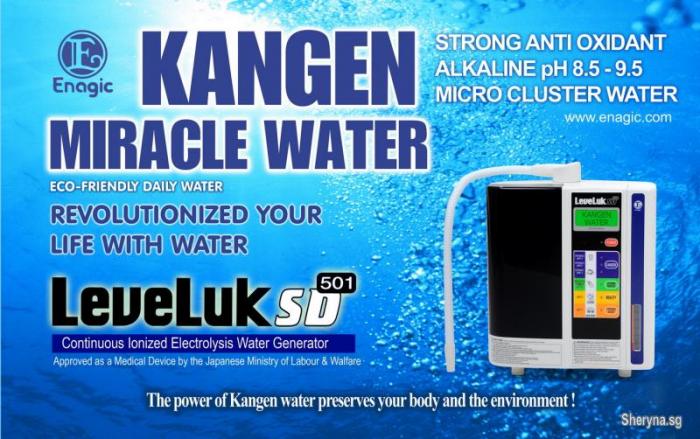 Enagic
KANGEN
MIRACLE WATER
ECO-FRIENDLY DAILY WATER
REVOLUTIONIZED YOUR
LIFE WITH WATER
STRONG ANTI OXIDANT
ALKALINE pH 8.5 - 9.5
MICRO CLUSTER WATER
www.enagic.com
LeveLuk SD 501
Continuous Ionized Electrolysis Water Generator
Approved as a Medical Device by the Japanese Ministry of Labour & Walfare
LeveLuk SD
KANGEN
WATER
The power of Kangen water preserves your body and the environment !
Sheryna.sg